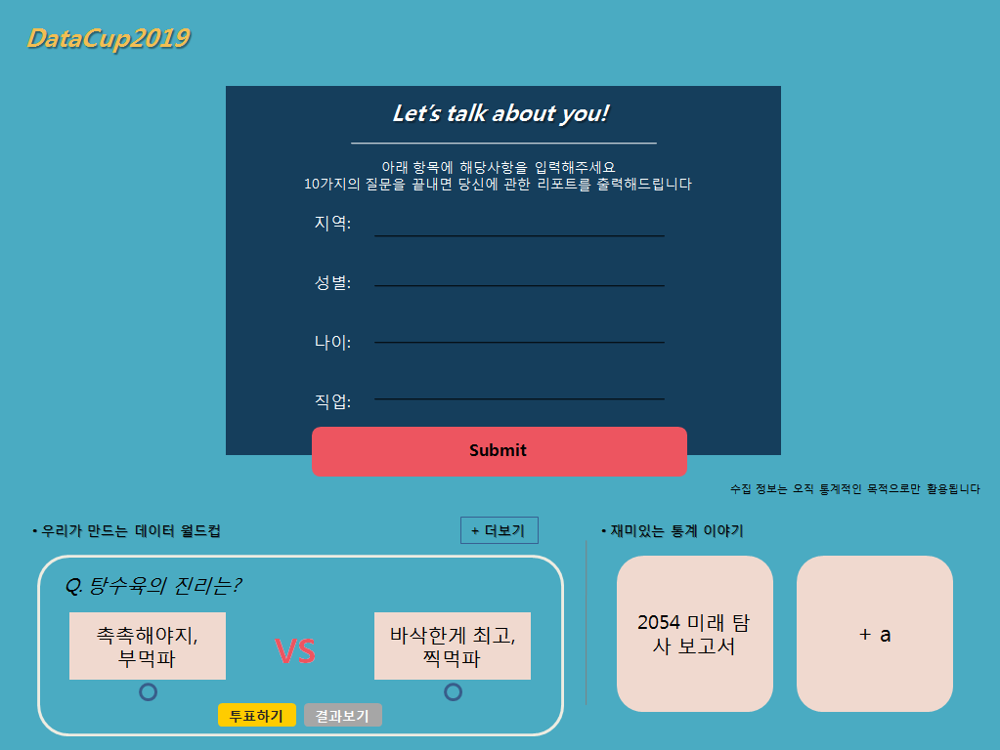 DataCup2019
Let's talk about you!
아래 항목에 해당사항을 입력해주세요
10가지의 질문을 끝내면 당신에 관한 리포트를 출력해드립니다
지역:
성별:
나이:
직업:
Submit
수집 정보는 오직 통계적인 목적으로만 활용됩니다
• 우리가 만드는 데이터 월드컵
+ 더보기
Q. 탕수육의 진리는?
촉촉해야지,
부먹파
VS
바삭한게 최고,
찍먹파
투표하기
결과보기
• 재미있는 통계 이야기
2054 미래 탐
사 보고서
+ a